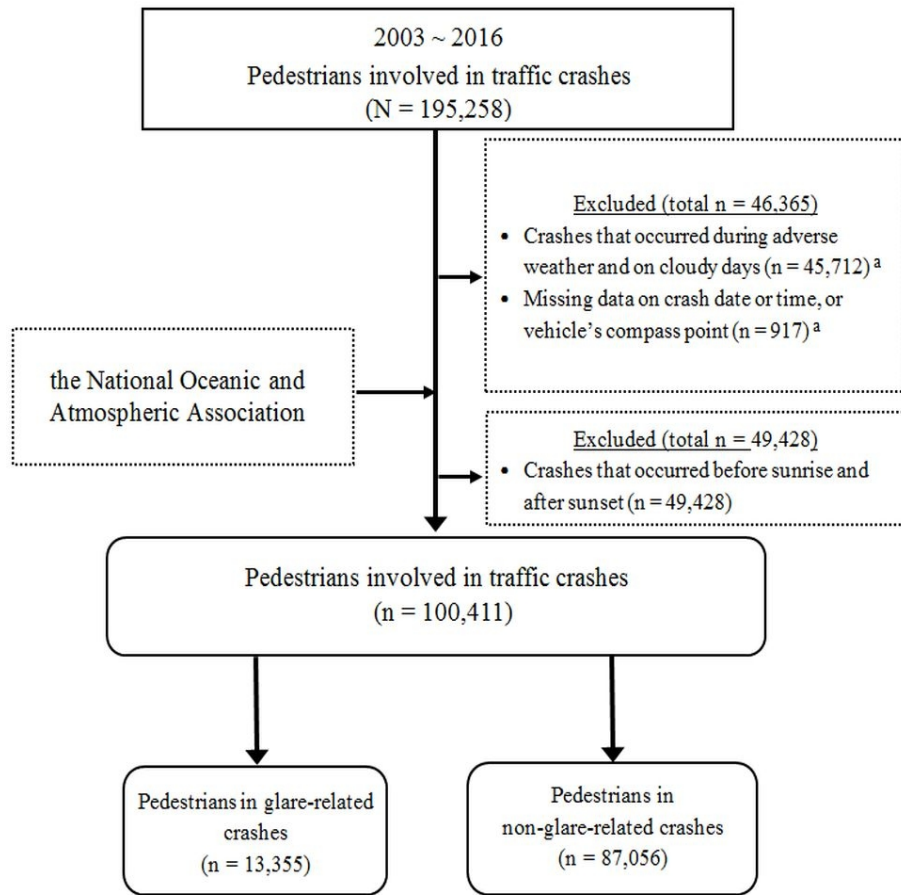 2003 ~ 2016
Pedestrians involved in traffic crashes
(N = 195,258)
Excluded (total n = 46,365)
• Crashes that occurred during adverse
weather and on cloudy days (n = 45,712) a
• Missing data on crash date or time, or
vehicle's compass point (n = 917) a
the National Oceanic and
Atmospheric Association
Excluded (total n = 49,428)
• Crashes that occurred before sunrise and
after sunset (n = 49,428)
Pedestrians involved in traffic crashes
(n = 100,411)
Pedestrians in glare-related
crashes
(n = 13,355)
Pedestrians in
non-glare-related crashes
(n = 87,056)